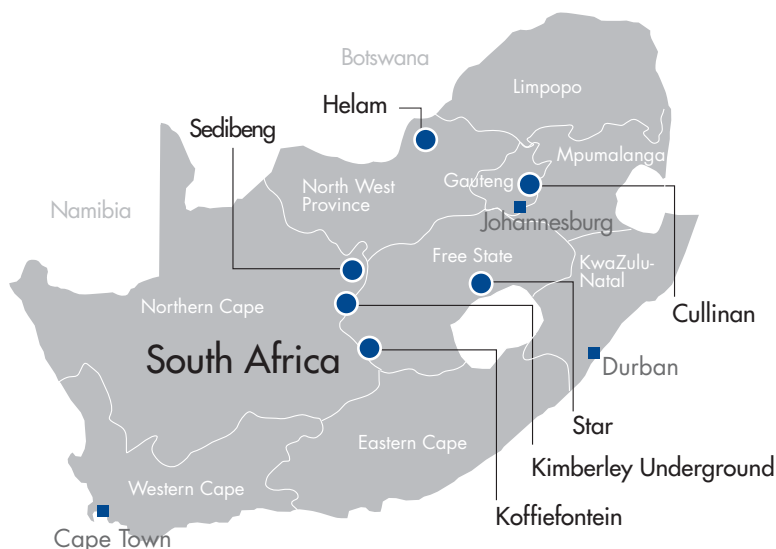 Botswana
Limpopo
Helam
Sedibeng
Mpumalanga
North West
Province
Gauteng
Namibia
Johannesburg
Free State
KwaZulu-
Natal
Northern Cape
Cullinan
South Africa
Durban
Star
Eastern Cape
Kimberley Underground
Western Cape
Koffiefontein
Cape Town